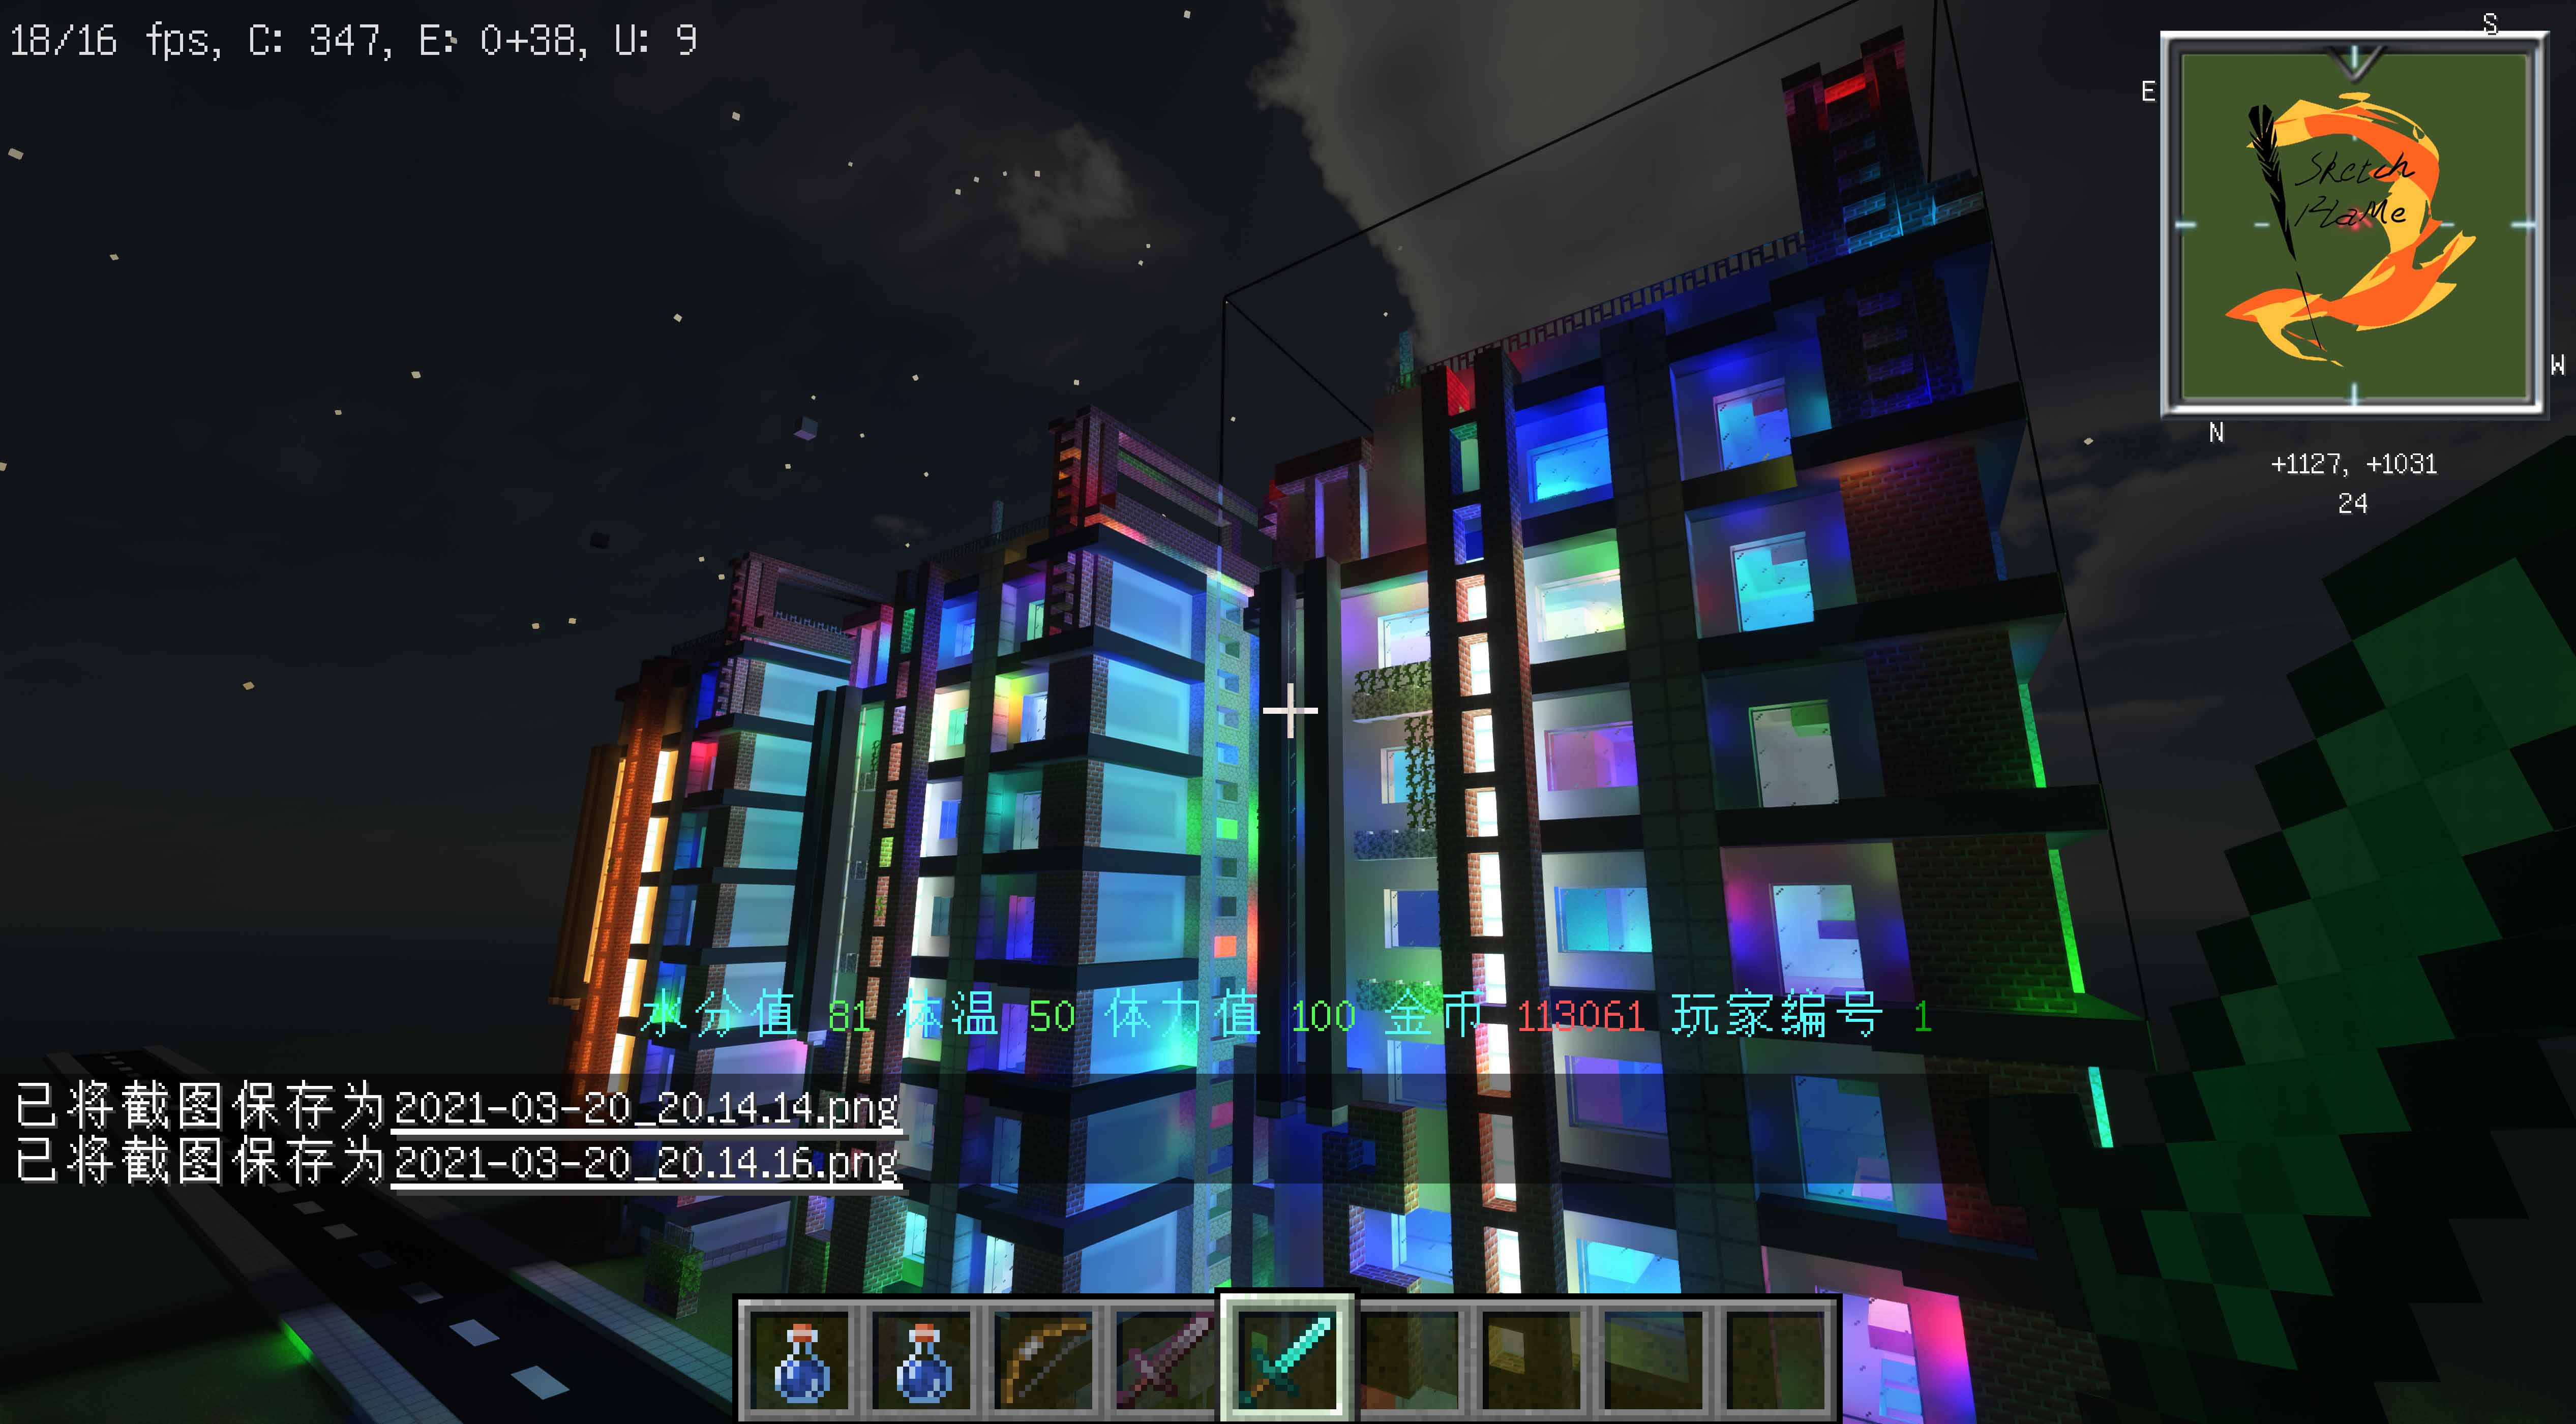 18/16 fps, C: 347, E: 0+38, U: 9
S
E
Sketch
W
N
+1127, +1031
24
水分值 81 体温 50 体力值 100 金币 113061 玩家编号 1
已将截图保存为2021-03-20_20.14.14.png
已将截图保存为2021-03-20_20.14.16.png